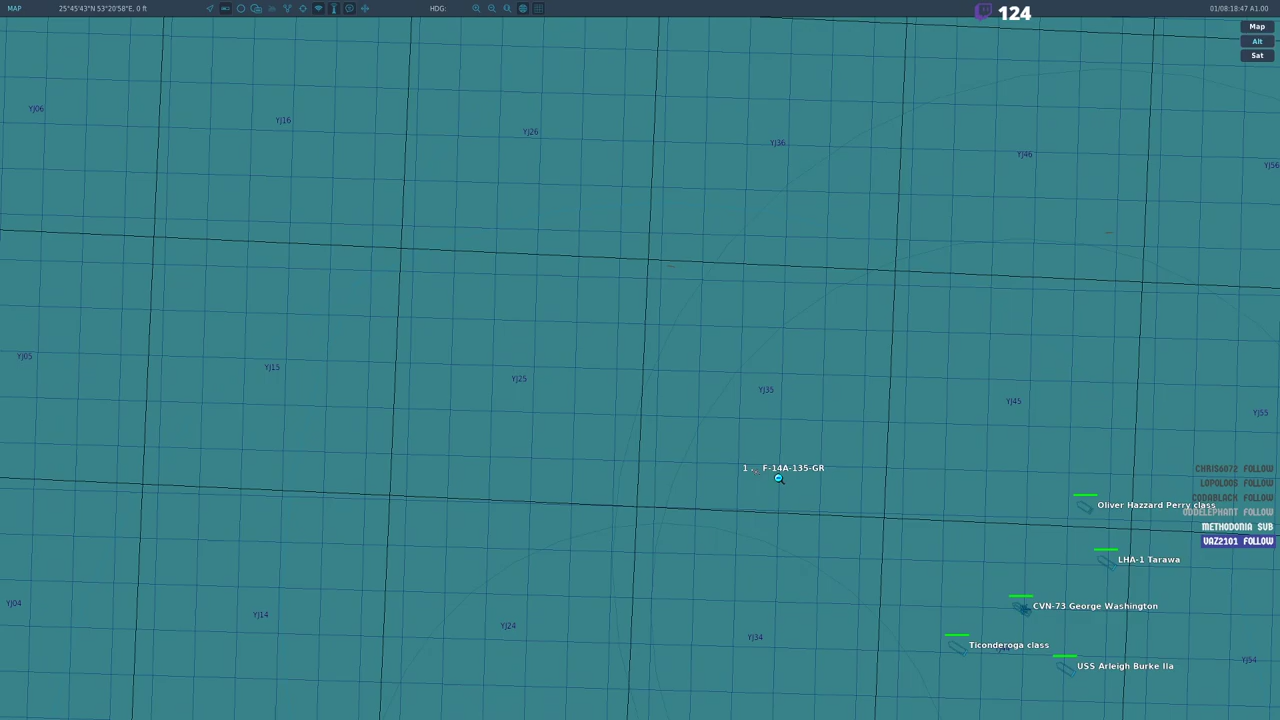 MAP 25°45'43"N 53°20'58"E, 0 ft HDG: 124 01/08:18:47 A1.00
Map
Alt
Sat
YJ06
YJ16
YJ26
YJ36
YJ46
YJ56
YJ05
YJ15
YJ25
YJ35
YJ45
YJ55
1 F-14A-135-GR
CHRIS6072 FOLLOW
LOPOLOOS FOLLOW
CODABLACK FOLLOW
Oliver Hazzard Perry class
ODDELEPHANT FOLLOW
METHODONIA SUB
VAZ2101 FOLLOW
LHA-1 Tarawa
YJ04
YJ14
YJ24
YJ34
CVN-73 George Washington
Ticonderoga class
YJ54
USS Arleigh Burke IIa